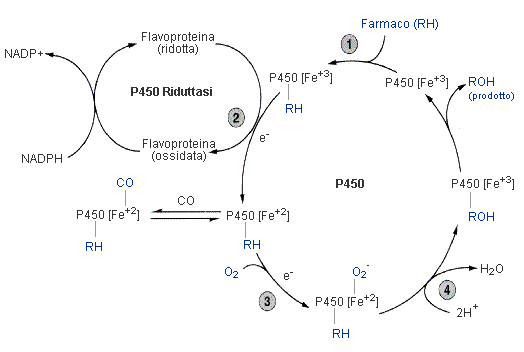 Farmaco (RH)
1
Flavoproteina
(ridotta)
NADP+
P450 [Fe+3]
RH
P450 [Fe+3]
ROH
(prodotto)
P450 Riduttasi
2
e-
Flavoproteina
(ossidata)
NADPH
CO
P450 [Fe+2]
RH
CO
P450 [Fe+2]
RH
P450
P450 [Fe+3]
ROH
O2
e-
3
O2-
P450 [Fe+2]
RH
4
H2O
2H+